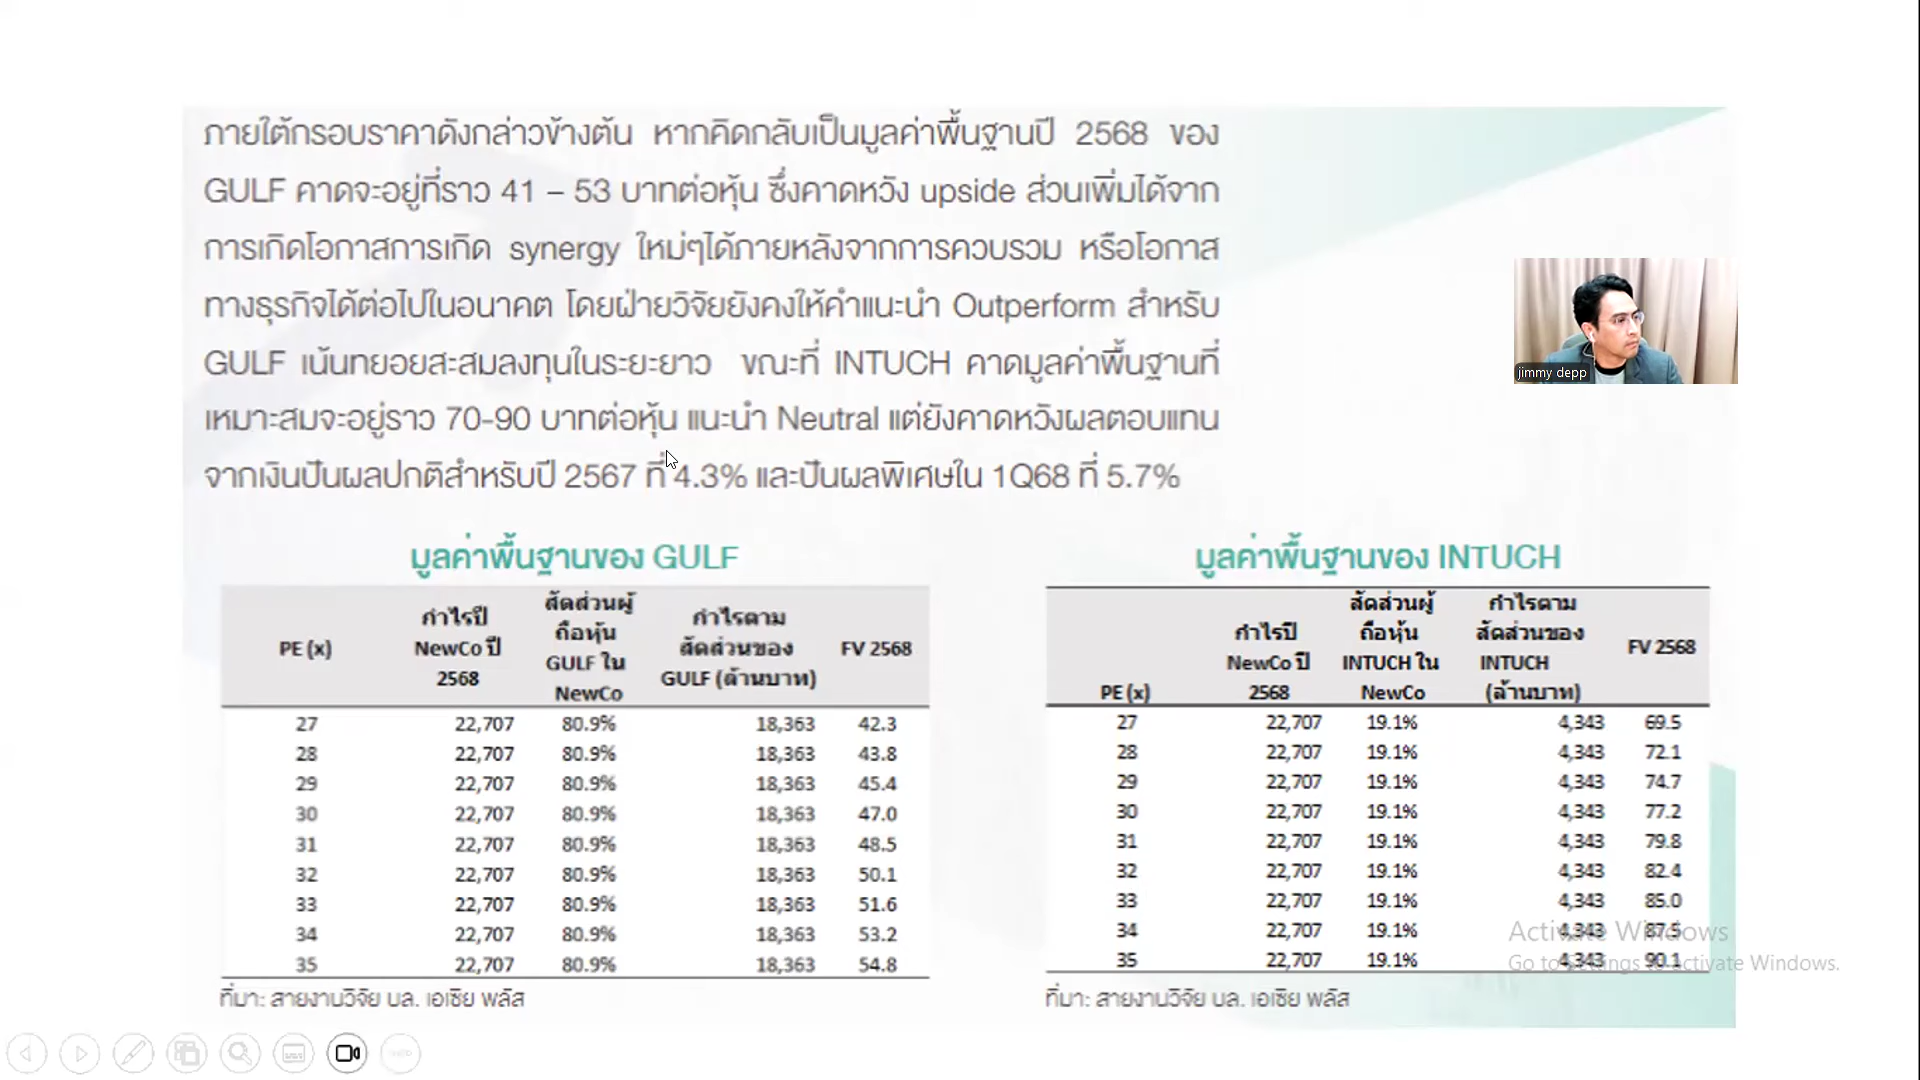 ภายใต้กรอบราคาดังกล่าวข้างต้น หากคิดกลับเป็นมูลค่าพื้นฐานปี 2568 ของ
GULF คาดจะอยู่ที่ราว 41 – 53 บาทต่อหุ้น ซึ่งคาดหวัง upside ส่วนเพิ่มได้จาก
การเกิดโอกาสการเกิด synergy ใหม่ๆได้ภายหลังจากการควบรวม หรือโอกาส
ทางธุรกิจได้ต่อไปในอนาคต โดยฝ่ายวิจัยยังคงให้คำแนะนำ Outperform สำหรับ
GULF เน้นทยอยสะสมลงทุนในระยะยาว ขณะที่ INTUCH คาดมูลค่าพื้นฐานที่
เหมาะสมจะอยู่ราว 70-90 บาทต่อหุ้น แนะนำ Neutral แต่ยังคาดหวังผลตอบแทน
จากเงินปันผลปกติสำหรับปี 2567 ที่ 4.3% และปันผลพิเศษใน 1Q68 ที่ 5.7%
jimmy depp
มูลค่าพื้นฐานของ GULF
PE (x) กำไรปี NewCo ปี 2568 สัดส่วนผู้ถือหุ้น GULF ใน NewCo กำไรตามสัดส่วนของ GULF (ล้านบาท) FV 2568
27 22,707 80.9% 18,363 42.3
28 22,707 80.9% 18,363 43.8
29 22,707 80.9% 18,363 45.4
30 22,707 80.9% 18,363 47.0
31 22,707 80.9% 18,363 48.5
32 22,707 80.9% 18,363 50.1
33 22,707 80.9% 18,363 51.6
34 22,707 80.9% 18,363 53.2
35 22,707 80.9% 18,363 54.8
ที่มา: สายงานวิจัย บล. เอเซีย พลัส
มูลค่าพื้นฐานของ INTUCH
PE (x) กำไรปี NewCo ปี 2568 สัดส่วนผู้ถือหุ้น INTUCH ใน NewCo กำไรตามสัดส่วนของ INTUCH (ล้านบาท) FV 2568
27 22,707 19.1% 4,343 69.5
28 22,707 19.1% 4,343 72.1
29 22,707 19.1% 4,343 74.7
30 22,707 19.1% 4,343 77.2
31 22,707 19.1% 4,343 79.8
32 22,707 19.1% 4,343 82.4
33 22,707 19.1% 4,343 85.0
34 22,707 19.1% 4,343 87.5
35 22,707 19.1% 4,343 90.1
ที่มา: สายงานวิจัย บล. เอเซีย พลัส
Activate Windows
Go to Settings to activate Windows.